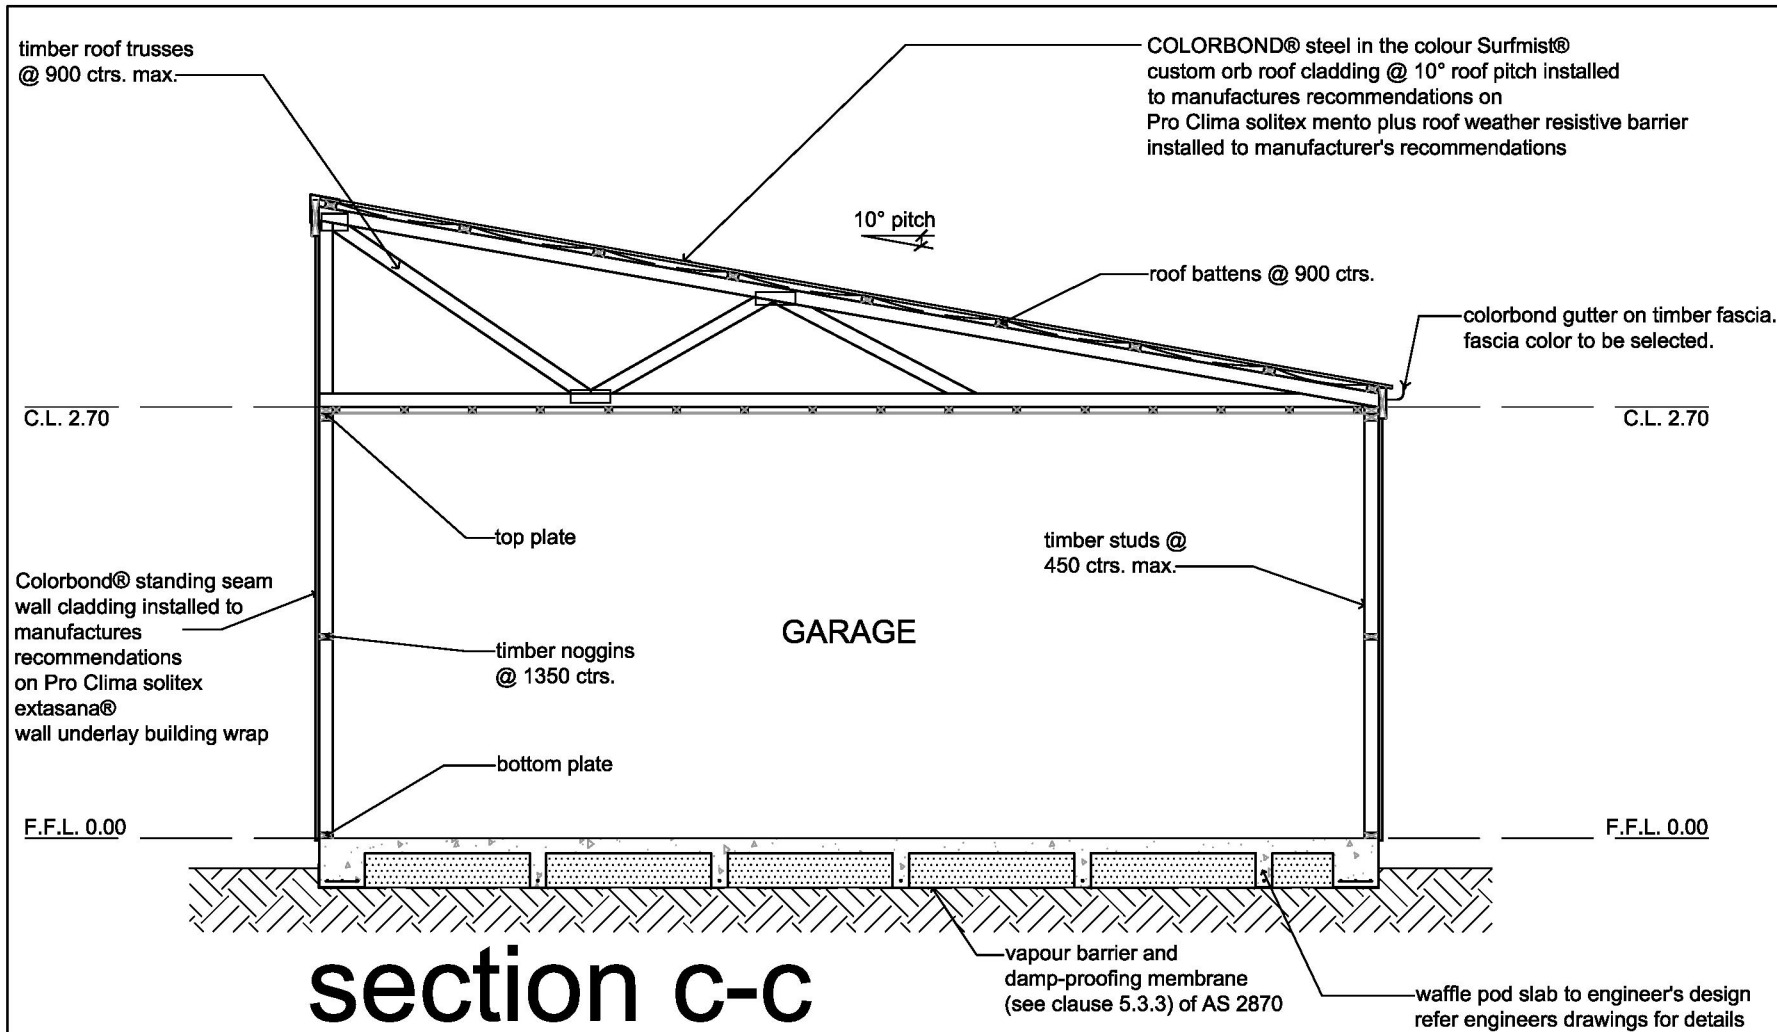 timber roof trusses
@ 900 ctrs. max.
COLORBOND® steel in the colour Surfmist®
custom orb roof cladding @ 10° roof pitch installed
to manufactures recommendations on
Pro Clima solitex mento plus roof weather resistive barrier
installed to manufacturer's recommendations
10° pitch
roof battens @ 900 ctrs.
colorbond gutter on timber fascia.
fascia color to be selected.
C.L. 2.70
C.L. 2.70
top plate
timber studs @
450 ctrs. max.
Colorbond® standing seam
wall cladding installed to
manufactures
recommendations
on Pro Clima solitex
extasana®
wall underlay building wrap
GARAGE
timber noggins
@ 1350 ctrs.
bottom plate
F.F.L. 0.00
F.F.L. 0.00
section c-c
vapour barrier and
damp-proofing membrane
(see clause 5.3.3) of AS 2870
waffle pod slab to engineer's design
refer engineers drawings for details